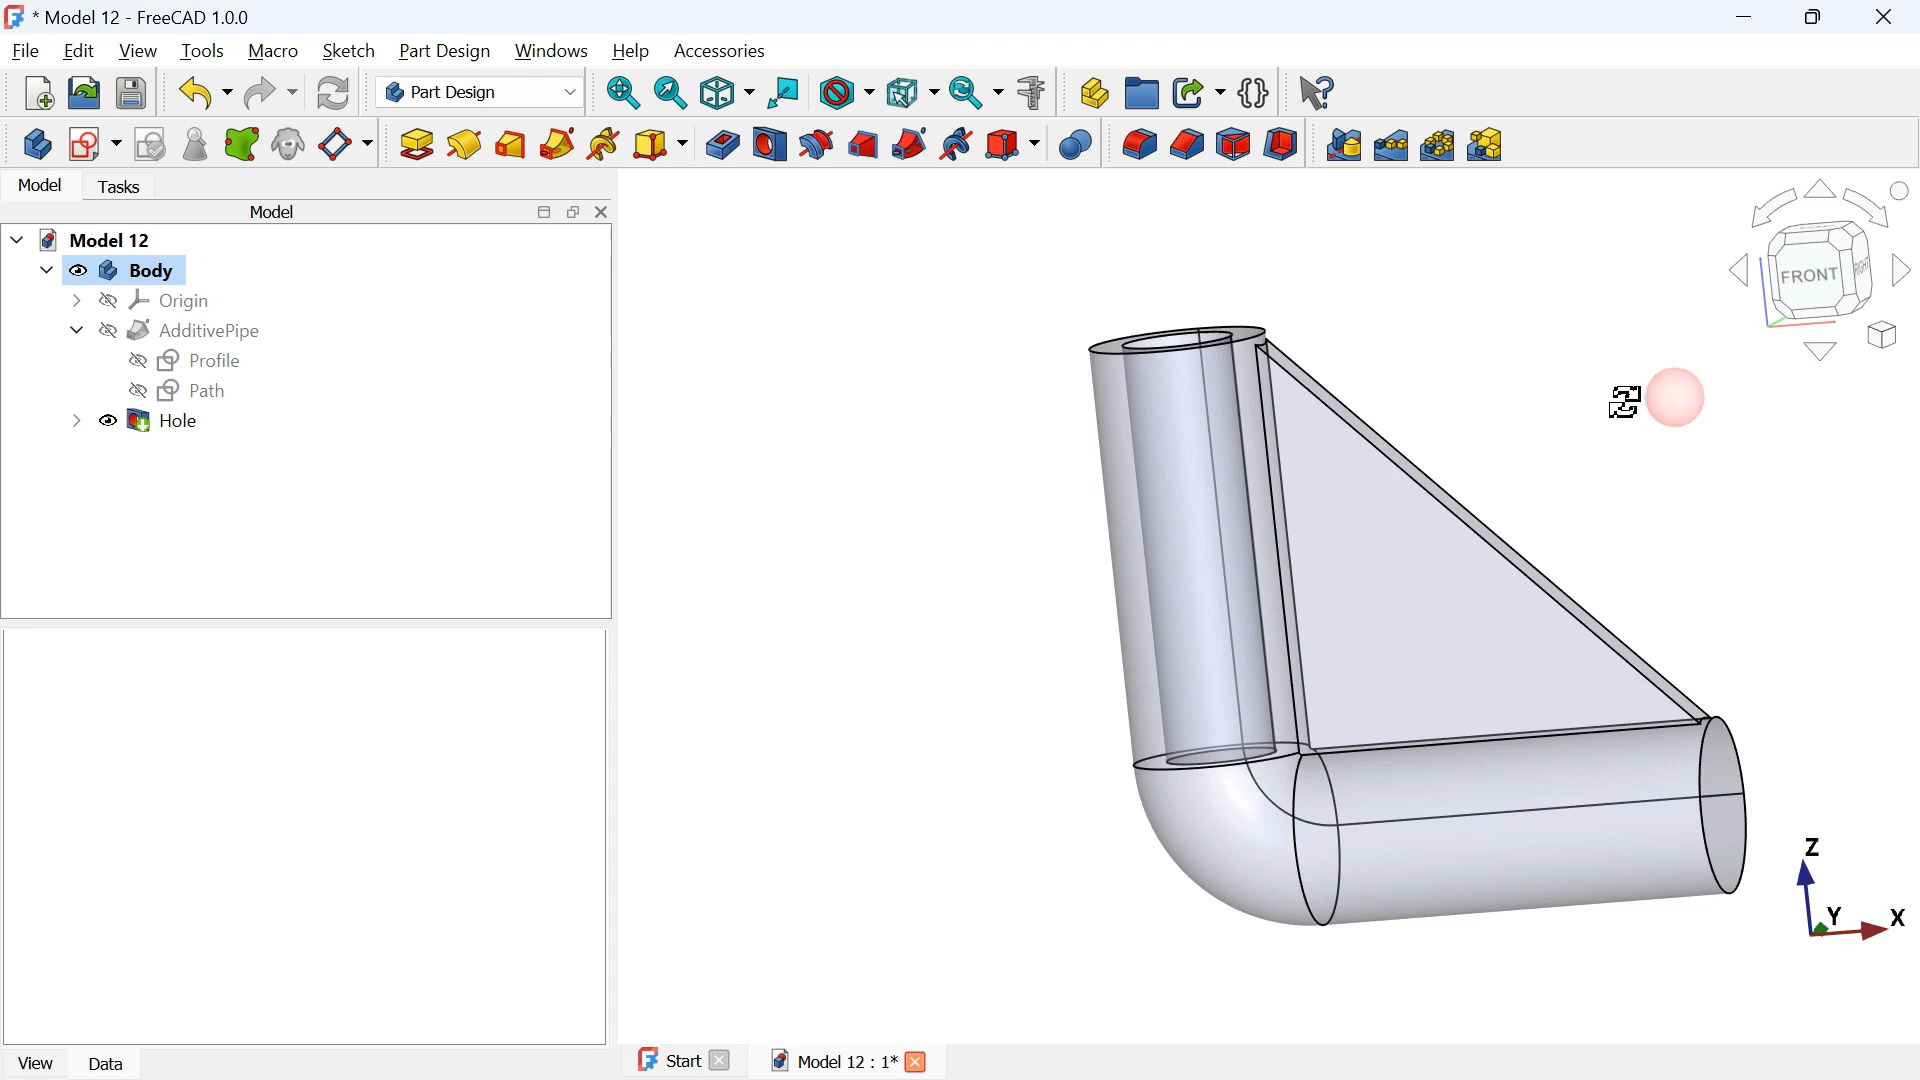 * Model 12 - FreeCAD 1.0.0
File Edit View Tools Macro Sketch Part Design Windows Help Accessories
Part Design
Model Tasks
Model
Model 12
Body
Origin
AdditivePipe
Profile
Path
Hole
FRONT RIGHT
Z
Y X
View Data
Start Model 12 : 1*